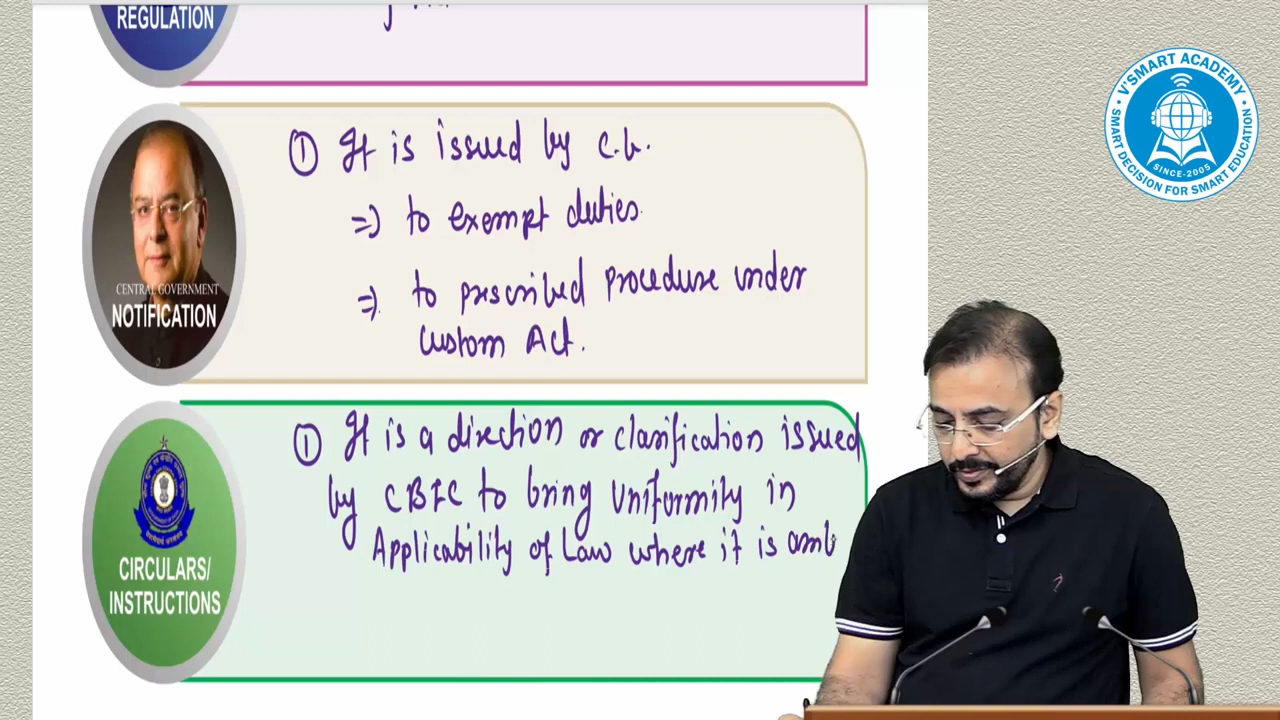 REGULATION
① It is issued by C.G.
=) to exempt duties.
=) to prescribed procedure under
Custom Act.
CENTRAL GOVERNMENT
NOTIFICATION
① It is a direction or clarification issued
by CBIC to bring Uniformity in
Applicability of Law where it is amb
CIRCULARS/
INSTRUCTIONS
V'SMART ACADEMY
SINCE-2005
SMART DECISION FOR SMART EDUCATION